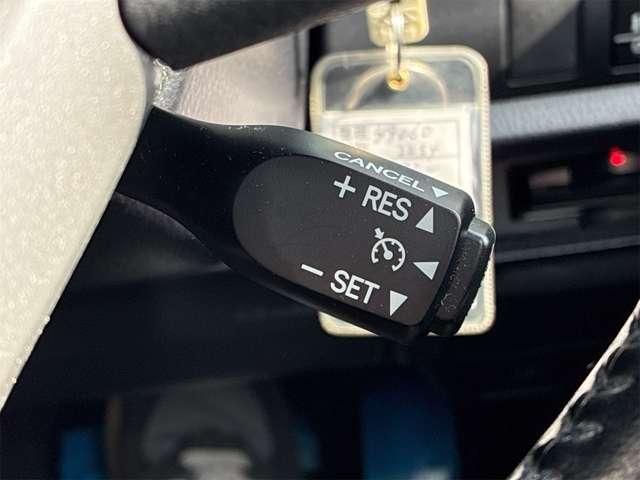 CANCEL▼
+ RES ▲
◀
− SET ▼